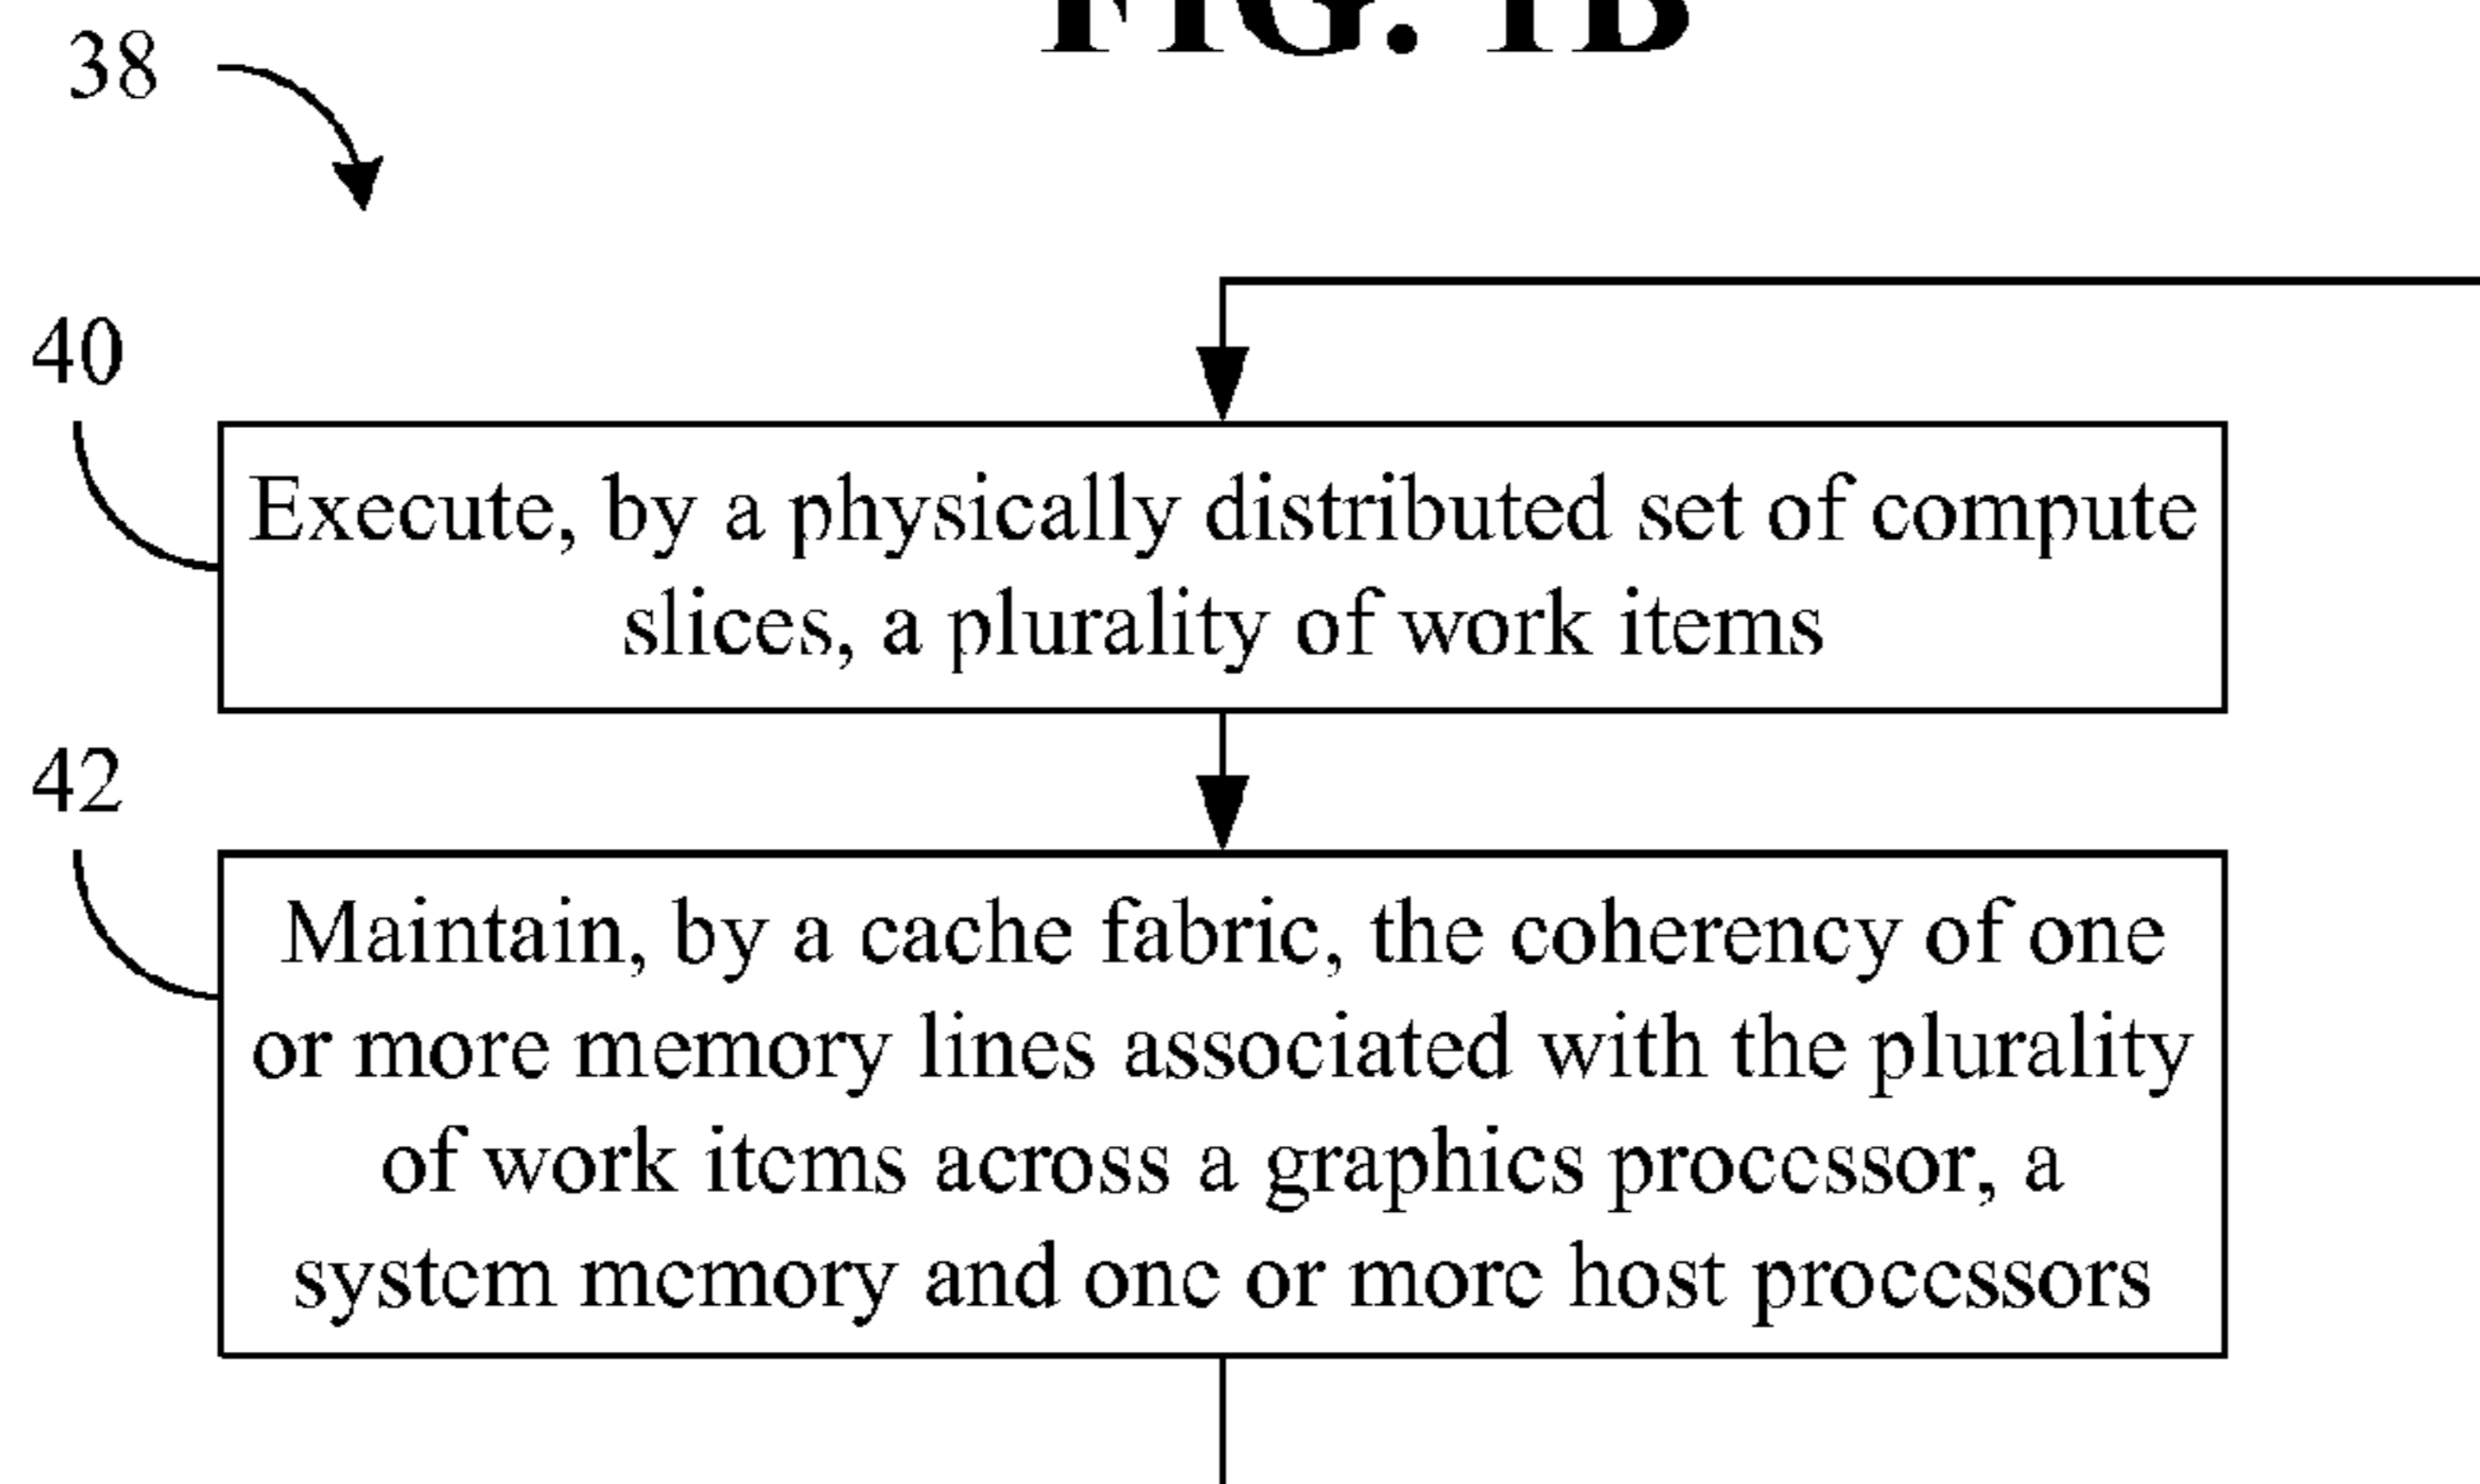 FIG. 1B
38
40
Execute, by a physically distributed set of compute
slices, a plurality of work items
42
Maintain, by a cache fabric, the coherency of one
or more memory lines associated with the plurality
of work items across a graphics processor, a
system memory and one or more host processors